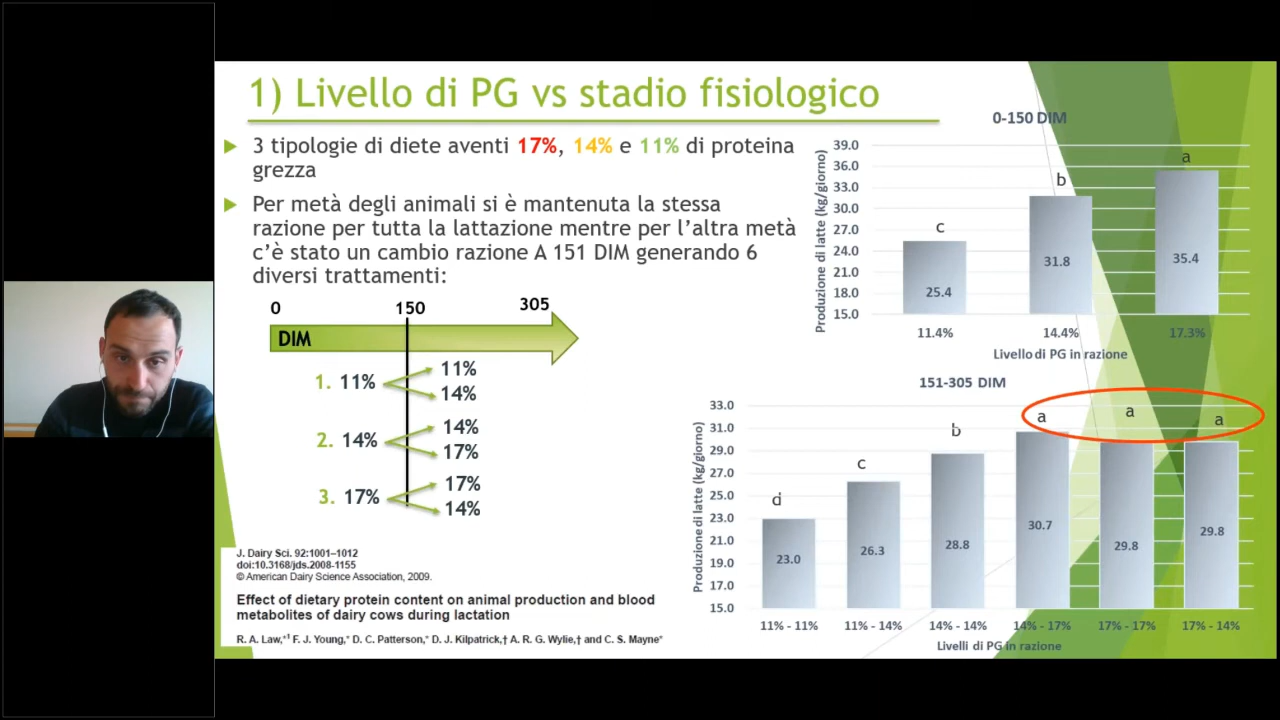 1) Livello di PG vs stadio fisiologico
3 tipologie di diete aventi 17%, 14% e 11% di proteina
grezza
Per metà degli animali si è mantenuta la stessa
razione per tutta la lattazione mentre per l'altra metà
c'è stato un cambio razione A 151 DIM generando 6
diversi trattamenti:
0 150 305
DIM
1. 11% 11%
14%
2. 14% 14%
17%
3. 17% 17%
14%
J. Dairy Sci. 92:1001–1012
doi:10.3168/jds.2008-1155
© American Dairy Science Association, 2009.
Effect of dietary protein content on animal production and blood
metabolites of dairy cows during lactation
R. A. Law,*¹ F. J. Young,* D. C. Patterson,* D. J. Kilpatrick,† A. R. G. Wylie,† and C. S. Mayne*
0-150 DIM
Produzione di latte (kg/giorno)
39.0
36.0
33.0
30.0
27.0
24.0
21.0
18.0
15.0
c b a
25.4 31.8 35.4
11.4% 14.4% 17.3%
Livello di PG in razione
151-305 DIM
Produzione di latte (kg/giorno)
33.0
31.0
29.0
27.0
25.0
23.0
21.0
19.0
17.0
15.0
d c b a a a
23.0 26.3 28.8 30.7 29.8 29.8
11% - 11% 11% - 14% 14% - 14% 14% - 17% 17% - 17% 17% - 14%
Livelli di PG in razione